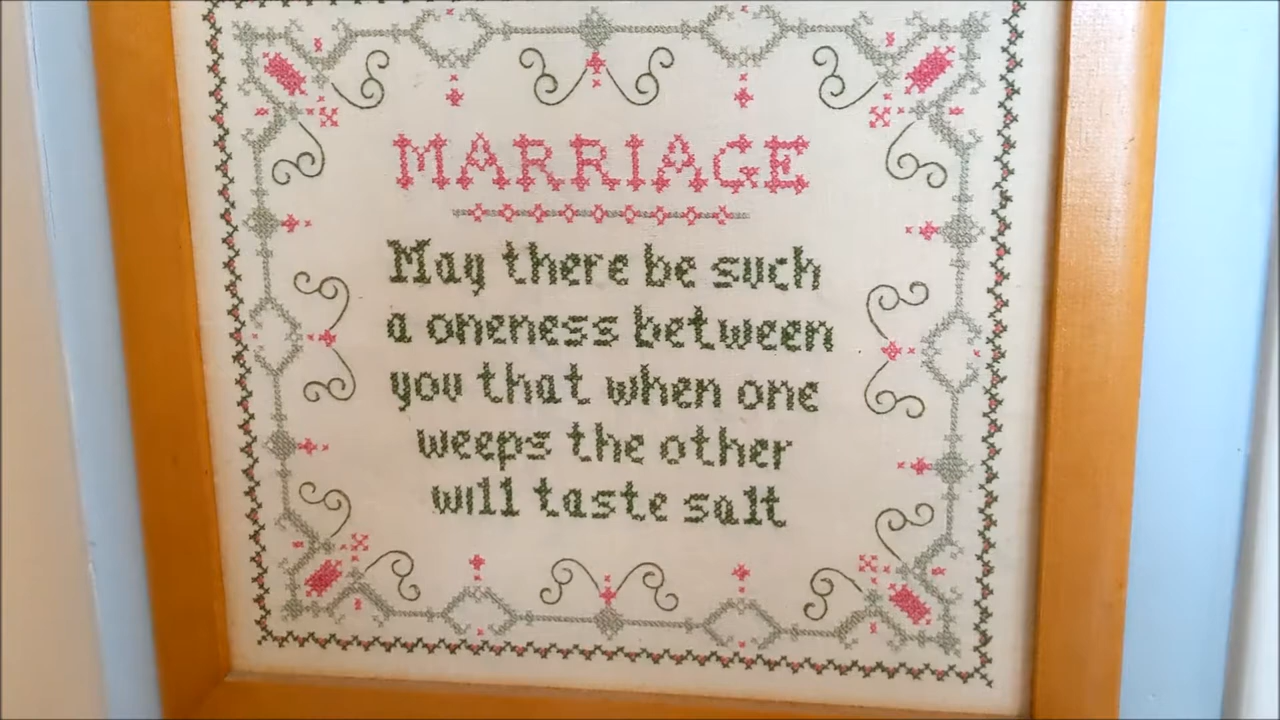 MARRIAGE
May there be such
a oneness between
you that when one
weeps the other
will taste salt